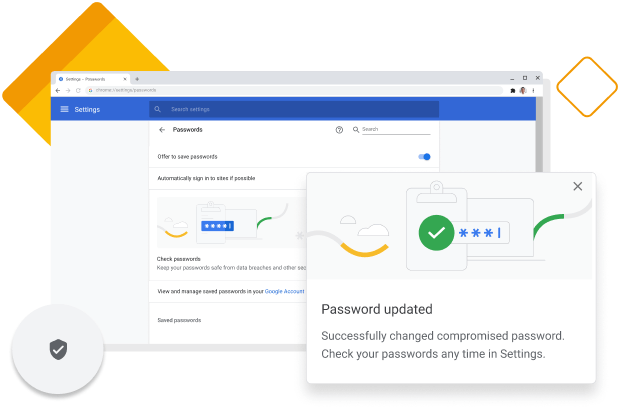 Settings - Passwords
chrome://settings/passwords
Settings
Search settings
Passwords
Search
Offer to save passwords
Automatically sign in to sites if possible
***|
Check passwords
Keep your passwords safe from data breaches and other sec
View and manage saved passwords in your Google Account
Saved passwords
***|
Password updated
Successfully changed compromised password.
Check your passwords any time in Settings.